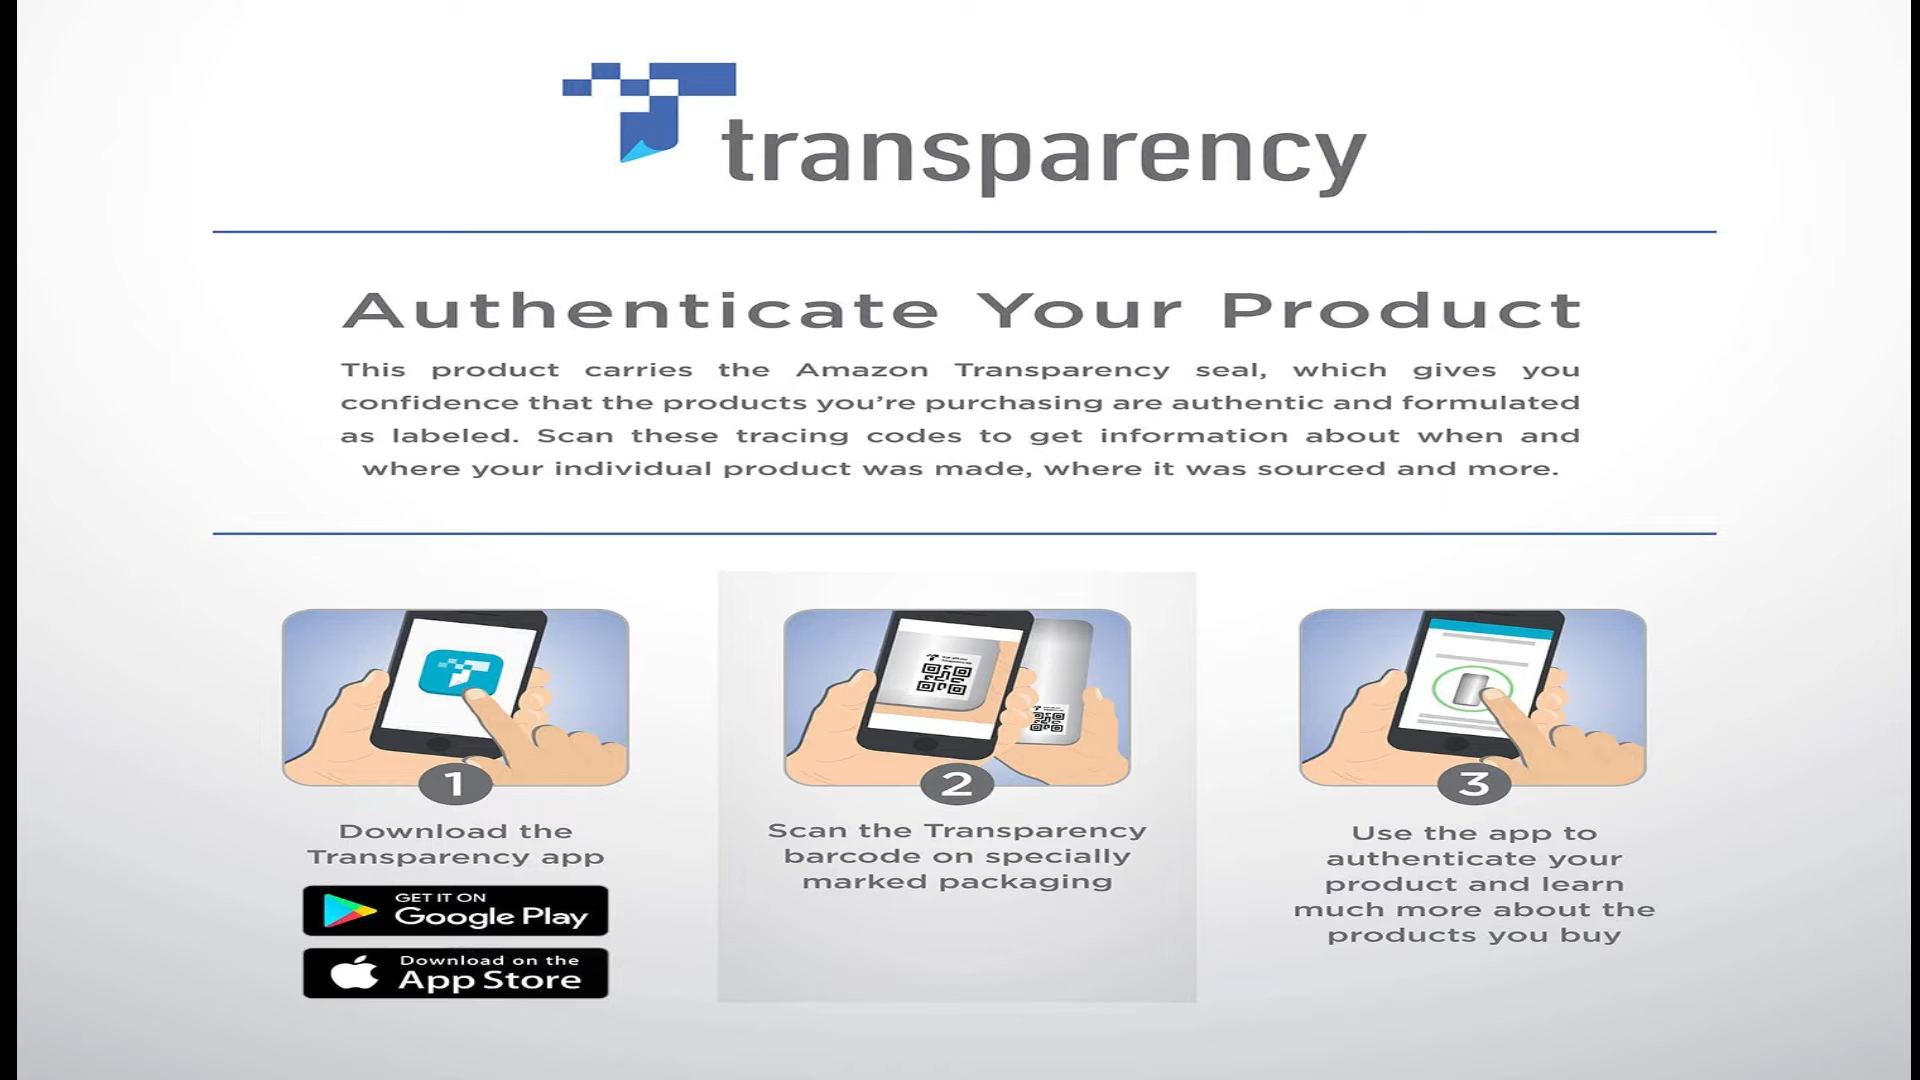 transparency
Authenticate Your Product
This product carries the Amazon Transparency seal, which gives you
confidence that the products you're purchasing are authentic and formulated
as labeled. Scan these tracing codes to get information about when and
where your individual product was made, where it was sourced and more.
1
Download the
Transparency app
GET IT ON
Google Play
Download on the
App Store
2
Scan the Transparency
barcode on specially
marked packaging
3
Use the app to
authenticate your
product and learn
much more about the
products you buy